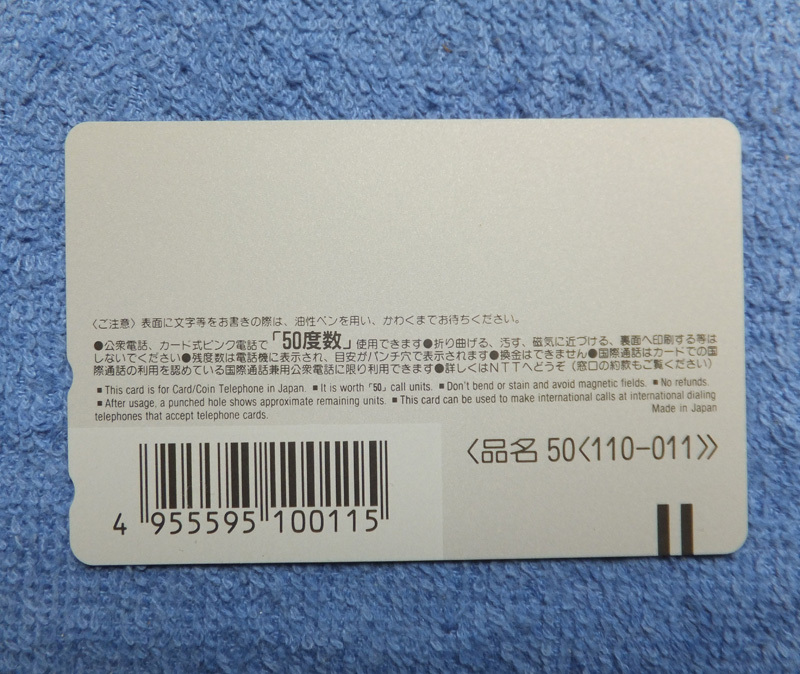 〈ご注意〉表面に文字等をお書きの際は、油性ペンを用い、かわくまでお待ちください。
●公衆電話、カード式ピンク電話で「50度数」使用できます●折り曲げる、汚す、磁気に近づける、裏面へ印刷する等は
しないでください●残度数は電話機に表示され、目安がパンチ穴で表示されます●換金はできません●国際通話はカードでの国
際通話の利用を認めている国際通話兼用公衆電話に限り利用できます●詳しくはNTTへどうぞ（窓口の約款もご覧ください）
■This card is for Card/Coin Telephone in Japan. ■It is worth「50」call units. ■Don't bend or stain and avoid magnetic fields. ■No refunds.
■After usage, a punched hole shows approximate remaining units. ■This card can be used to make international calls at international dialing
telephones that accept telephone cards.
Made in Japan
〈品名 50〈110-011〉〉
4 955595 100115